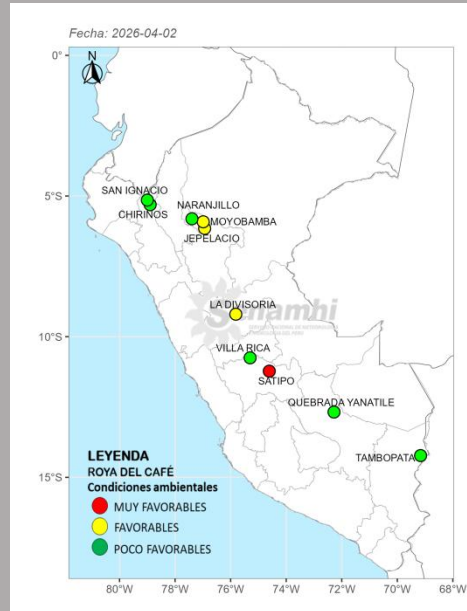 Fecha: 2026-04-02
N
0°
SAN IGNACIO
5°S
CHIRINOS
NARANJILLO
MOYOBAMBA
JEPELACIO
LA DIVISORIA
Senamhi
10°S
VILLA RICA
SATIPO
QUEBRADA YANATILE
TAMBOPATA
15°S
LEYENDA
ROYA DEL CAFÉ
Condiciones ambientales
MUY FAVORABLES
FAVORABLES
POCO FAVORABLES
80°W 78°W 76°W 74°W 72°W 70°W 68°W